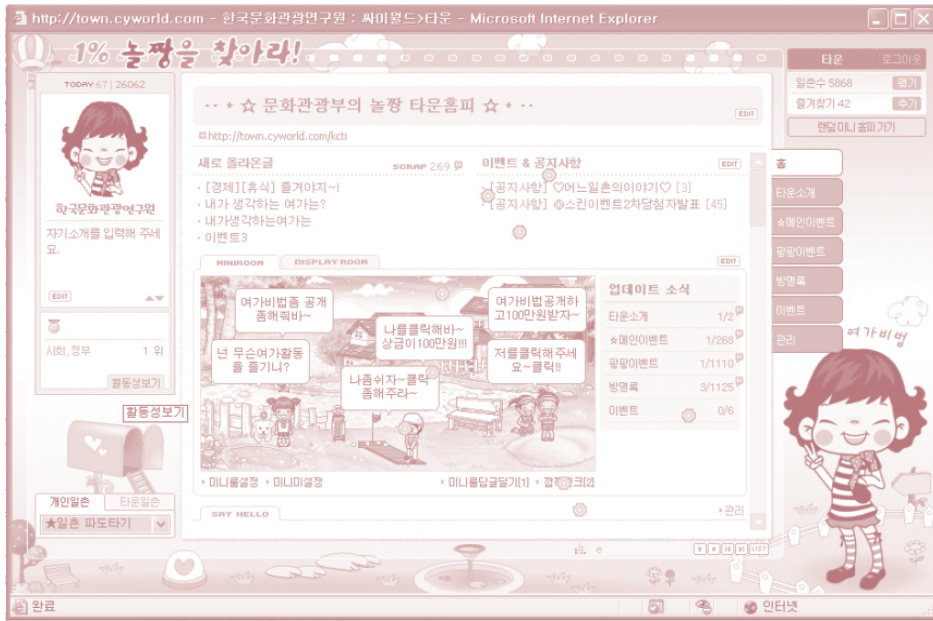 http://town.cyworld.com - 한국문화관광연구원 : 싸이월드>타운 - Microsoft Internet Explorer
1% 놀짱을 찾아라!
타운 로그아웃
TODAY 67 | 26062
일촌수 5868 맺기
즐겨찾기 42 추가
랜덤미니홈피가기
·· * ☆ 문화관광부의 놀짱 타운홈피 ☆ * ··
EDIT
http://town.cyworld.com/kcti
새로 올라온글 SCRAP 269
· [경제][휴식] 즐겨야지~!
· 내가 생각하는 여가는?
· 내가생각하는여가는
· 이벤트3
이벤트 & 공지사항 EDIT
· [공지사항] ♡어느일촌의이야기♡ [3]
· [공지사항] ◎스킨이벤트2차당첨자발표 [45]
한국문화관광연구원
자기소개를 입력해 주세
요.
EDIT ▲▼
사회, 정부 1 위
활동성보기
활동성보기
개인일촌 타운일촌
★일촌 파도타기
MINIROOM DISPLAY ROOM EDIT
여가비법좀 공개
좀해줘봐~
나를클릭해바~
상금이100만원!!!
여가비법공개하
고100만원받자~
넌 무슨여가활동
을 즐기니?
나좀쉬자~클릭
좀해주라~
저를클릭해주세
요~클릭!!
업데이트 소식
타운소개 1/2
☆메인이벤트 1/268
팡팡이벤트 1/1110
방명록 3/1125
이벤트 0/6
▸ 미니룸설정 ▸ 미니미설정 ▸ 미니룸답글달기[1]
SAY HELLO ▸관리
홈
타운소개
★메인이벤트
팡팡이벤트
방명록
이벤트
관리
여가비법
LIST
완료 인터넷